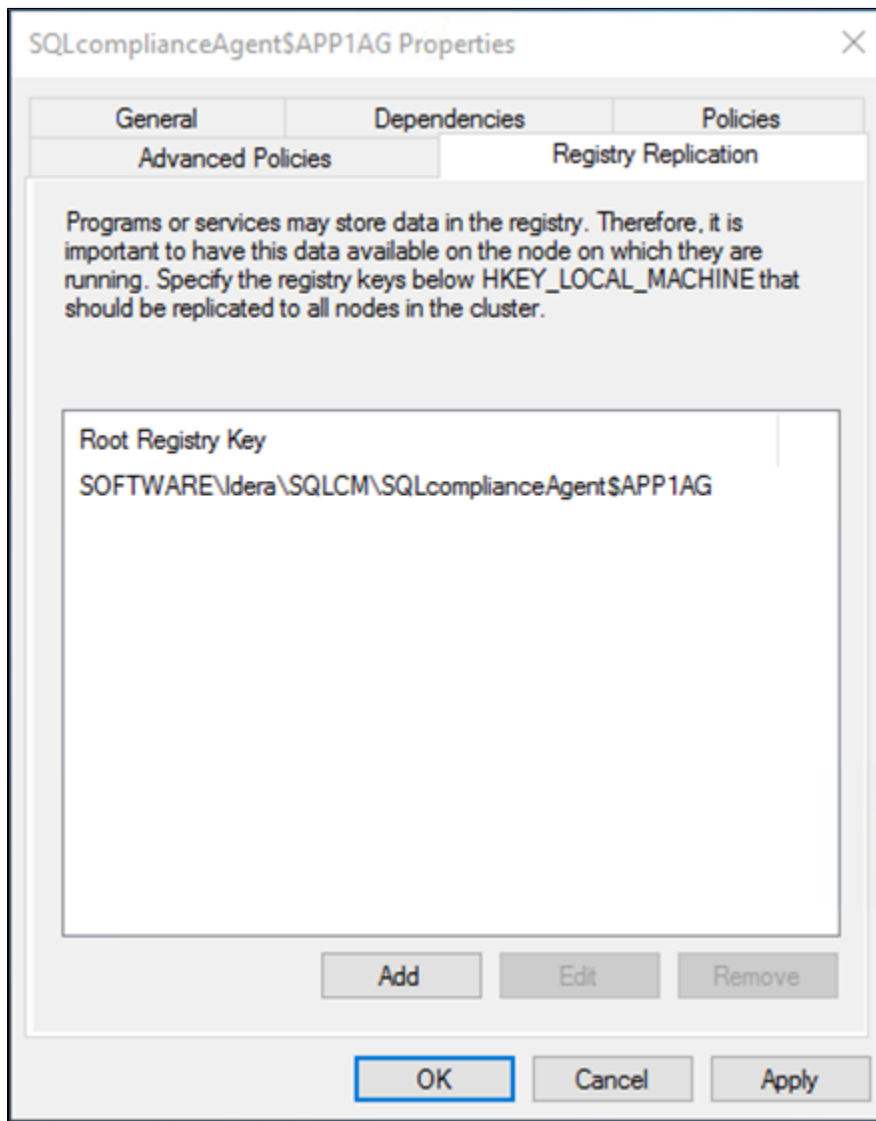 SQLcomplianceAgent$APP1AG Properties
General
Dependencies
Policies
Advanced Policies
Registry Replication
Programs or services may store data in the registry. Therefore, it is
important to have this data available on the node on which they are
running. Specify the registry keys below HKEY_LOCAL_MACHINE that
should be replicated to all nodes in the cluster.
Root Registry Key
SOFTWARE\Idera\SQLCM\SQLcomplianceAgent$APP1AG
Add
Edit
Remove
OK
Cancel
Apply